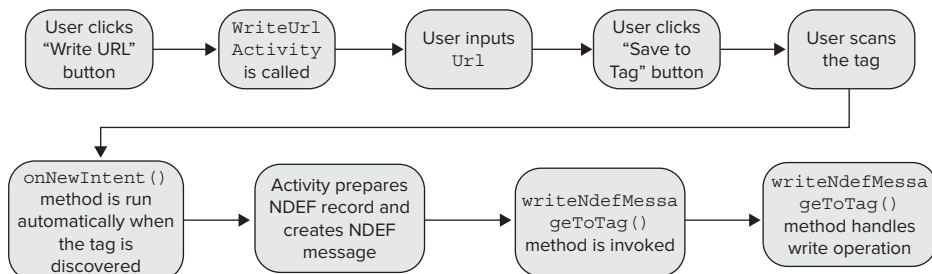 User clicks
“Write URL”
button
WriteUrl
Activity
is called
User inputs
Url
User clicks
“Save to
Tag” button
User scans
the tag
onNewIntent()
method is run
automatically when
the tag is
discovered
Activity prepares
NDEF record and
creates NDEF
message
writeNdefMessa
geToTag()
method is invoked
writeNdefMessa
geToTag()
method handles
write operation